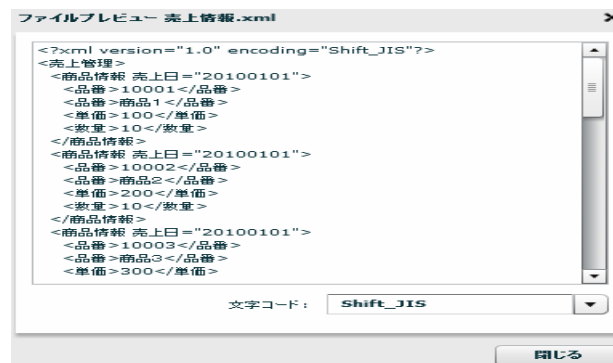 ファイルプレビュー 売上情報.xml
<?xml version="1.0" encoding="Shift_JIS"?>
<売上管理>
<商品情報 売上日="20100101">
<品番>10001</品番>
<品番>商品1</品番>
<単価>100</単価>
<数量>10</数量>
</商品情報>
<商品情報 売上日="20100101">
<品番>10002</品番>
<品番>商品2</品番>
<単価>200</単価>
<数量>10</数量>
</商品情報>
<商品情報 売上日="20100101">
<品番>10003</品番>
<品番>商品3</品番>
<単価>300</単価>
文字コード: Shift_JIS
閉じる